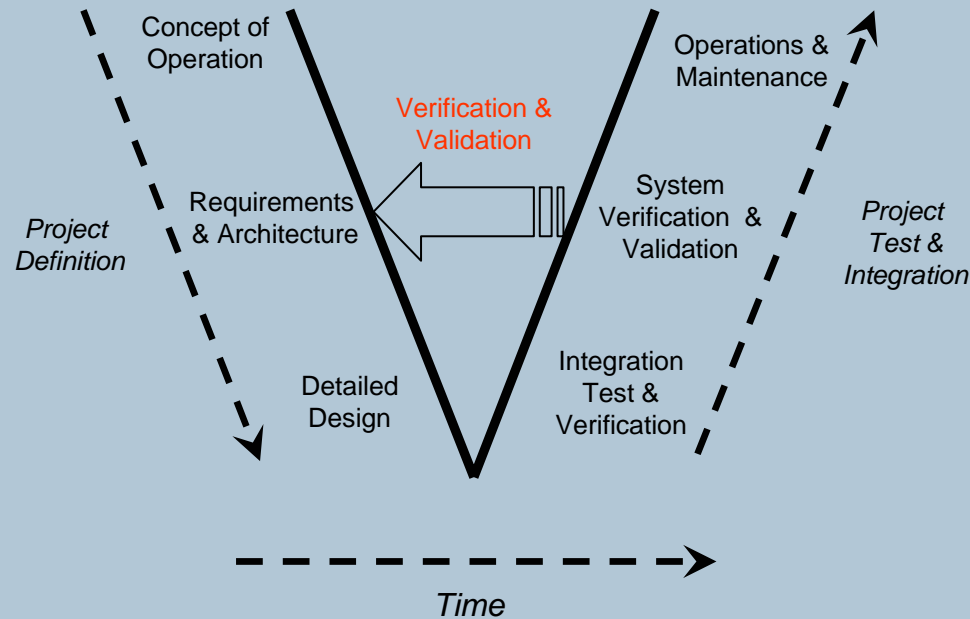 Concept of
Operation
Operations &
Maintenance
Verification &
Validation
Requirements
& Architecture
System
Verification &
Validation
Project
Definition
Project
Test &
Integration
Detailed
Design
Integration
Test &
Verification
Time